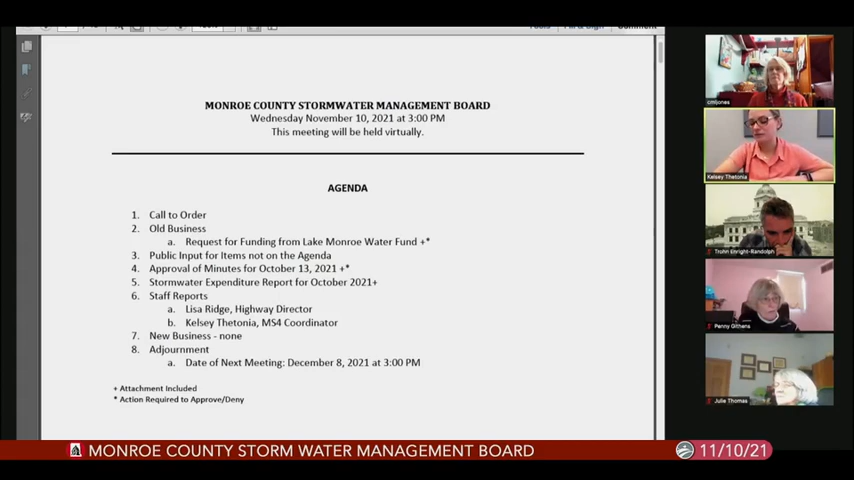 MONROE COUNTY STORMWATER MANAGEMENT BOARD
Wednesday November 10, 2021 at 3:00 PM
This meeting will be held virtually.
AGENDA
1. Call to Order
2. Old Business
a. Request for Funding from Lake Monroe Water Fund +*
3. Public Input for Items not on the Agenda
4. Approval of Minutes for October 13, 2021 +*
5. Stormwater Expenditure Report for October 2021+
6. Staff Reports
a. Lisa Ridge, Highway Director
b. Kelsey Thetonia, MS4 Coordinator
7. New Business - none
8. Adjournment
a. Date of Next Meeting: December 8, 2021 at 3:00 PM
+ Attachment Included
* Action Required to Approve/Deny
cmljones
Kelsey Thetonia
Trohn Enright-Randolph
Penny Githens
Julie Thomas
MONROE COUNTY STORM WATER MANAGEMENT BOARD
11/10/21